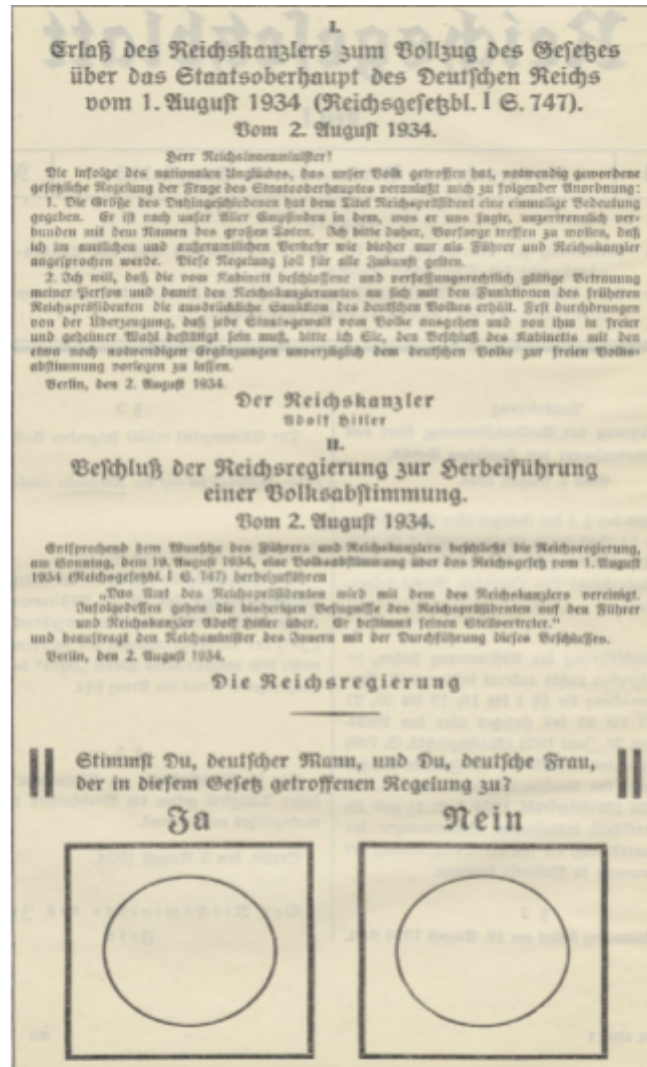 I.
Erlaß des Reichskanzlers zum Vollzug des Gesetzes
über das Staatsoberhaupt des Deutschen Reichs
vom 1. August 1934 (Reichsgesetzbl. I S. 747).
Vom 2. August 1934.
Herr Reichsinnenminister!
Die infolge des nationalen Unglückes, das unser Volk getroffen hat, notwendig gewordene
gesetzliche Regelung der Frage des Staatsoberhauptes veranlaßt mich zu folgender Anordnung:
1. Die Größe des Dahingeschiedenen hat dem Titel Reichspräsident eine einmalige Bedeutung
gegeben. Er ist nach unser Aller Empfinden in dem, was er uns sagte, unzertrennlich ver-
bunden mit dem Namen des großen Toten. Ich bitte daher, Vorsorge treffen zu wollen, daß
ich im amtlichen und außeramtlichen Verkehr wie bisher nur als Führer und Reichskanzler
angesprochen werde. Diese Regelung soll für alle Zukunft gelten.
2. Ich will, daß die vom Kabinett beschlossene und verfassungsrechtlich gültige Betrauung
meiner Person und damit des Reichskanzleramtes an sich mit den Funktionen des früheren
Reichspräsidenten die ausdrückliche Sanktion des deutschen Volkes erhält. Fest durchdrungen
von der Überzeugung, daß jede Staatsgewalt vom Volke ausgehen und von ihm in freier
und geheimer Wahl bestätigt sein muß, bitte ich Sie, den Beschluß des Kabinetts mit den
etwa noch notwendigen Ergänzungen unverzüglich dem deutschen Volke zur freien Volks-
abstimmung vorlegen zu lassen.
Berlin, den 2. August 1934.
Der Reichskanzler
Adolf Hitler
II.
Beschluß der Reichsregierung zur Herbeiführung
einer Volksabstimmung.
Vom 2. August 1934.
Entsprechend dem Wunsche des Führers und Reichskanzlers beschließt die Reichsregierung,
am Sonntag, dem 19. August 1934, eine Volksabstimmung über das Reichsgesetz vom 1. August
1934 (Reichsgesetzbl. I S. 747) herbeizuführen
„Das Amt des Reichspräsidenten wird mit dem des Reichskanzlers vereinigt.
Infolgedessen gehen die bisherigen Befugnisse des Reichspräsidenten auf den Führer
und Reichskanzler Adolf Hitler über. Er bestimmt seinen Stellvertreter.“
und beauftragt den Reichsminister des Innern mit der Durchführung dieses Beschlusses.
Berlin, den 2. August 1934.
Die Reichsregierung
Stimmst Du, deutscher Mann, und Du, deutsche Frau,
der in diesem Gesetz getroffenen Regelung zu?
Ja Nein